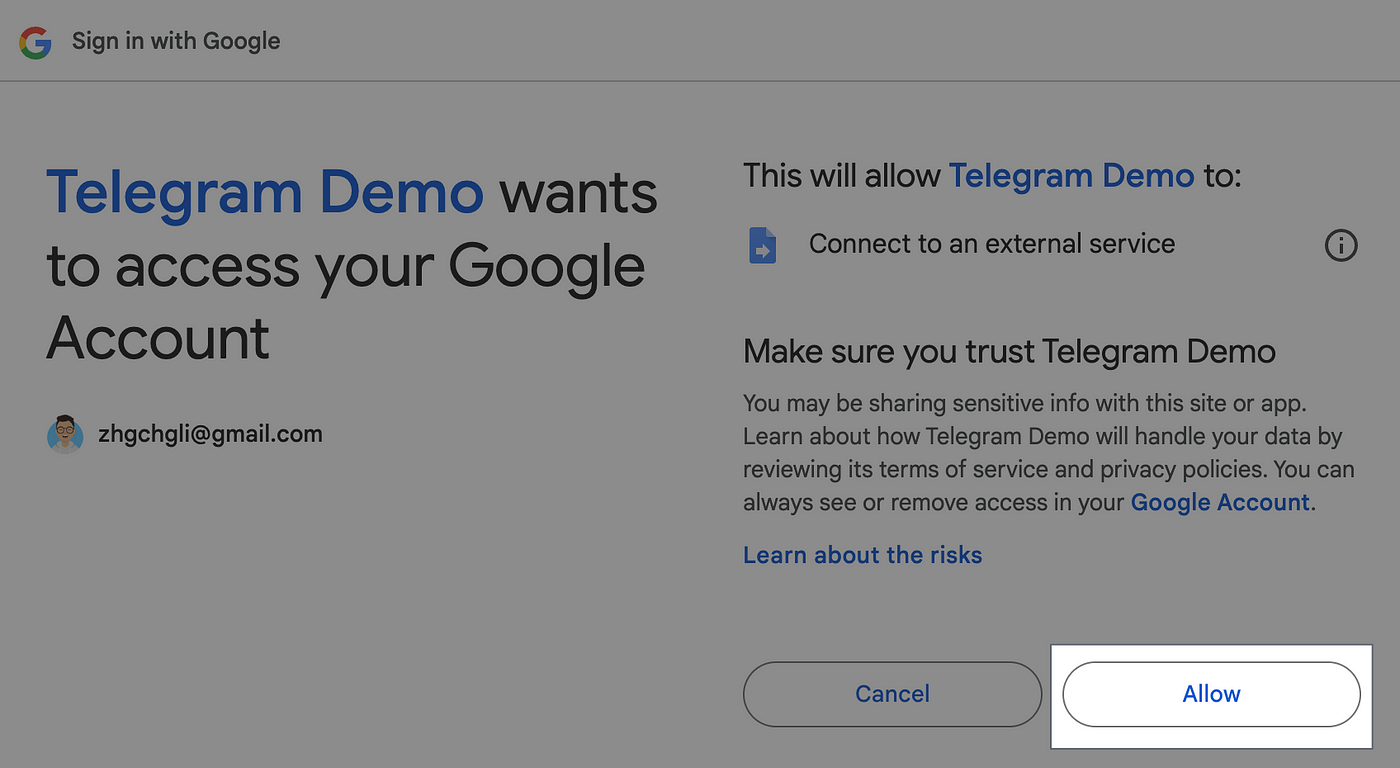 Sign in with Google
Telegram Demo wants
to access your Google
Account
zhgchgli@gmail.com
This will allow Telegram Demo to:
Connect to an external service
Make sure you trust Telegram Demo
You may be sharing sensitive info with this site or app.
Learn about how Telegram Demo will handle your data by
reviewing its terms of service and privacy policies. You can
always see or remove access in your Google Account.
Learn about the risks
Cancel
Allow